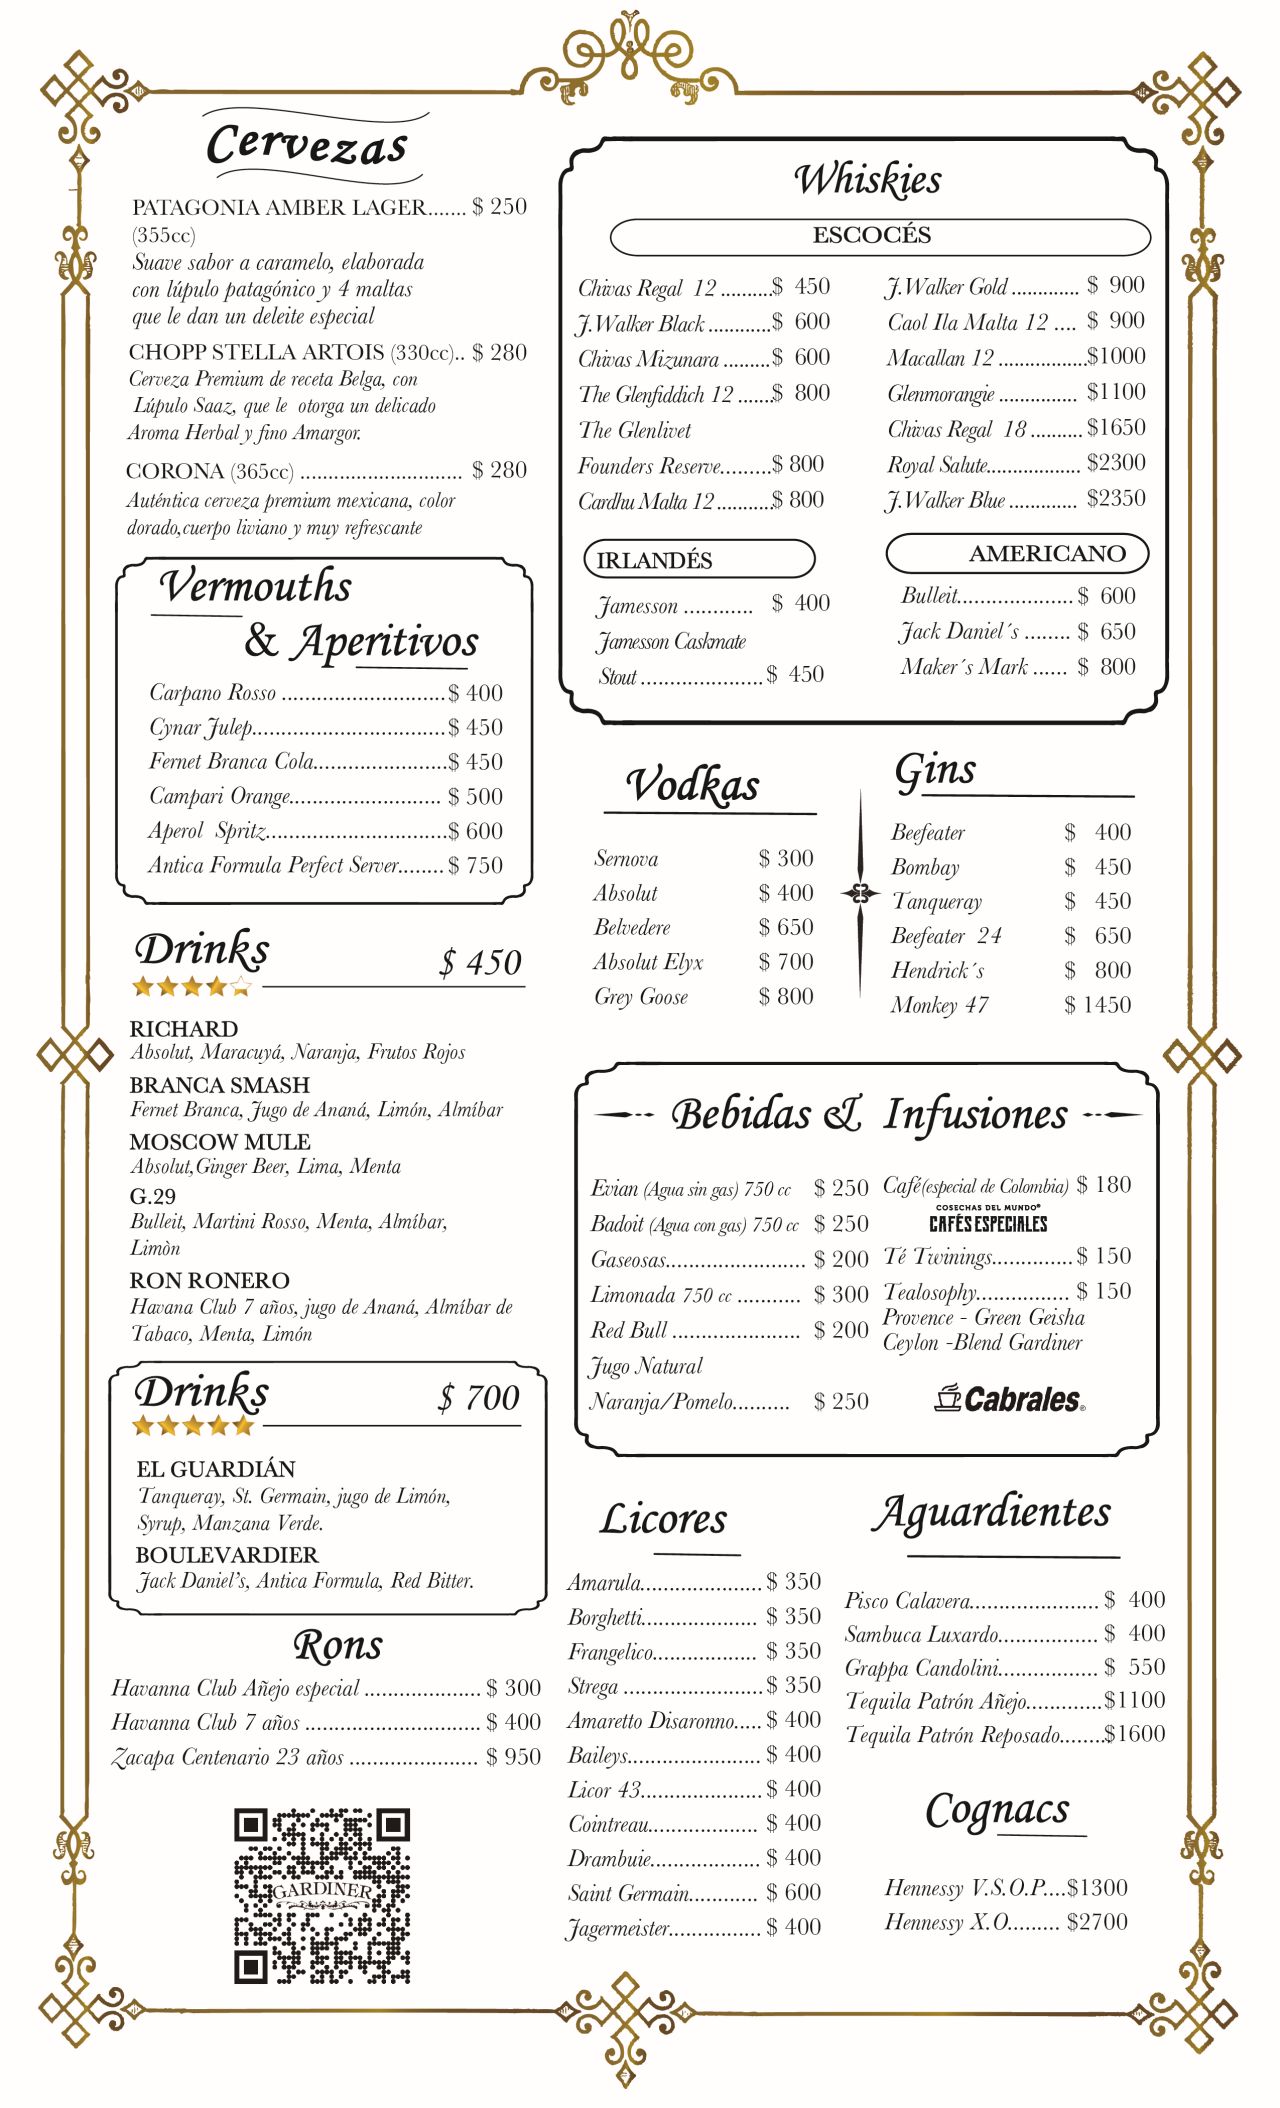 Cervezas
PATAGONIA AMBER LAGER....... $ 250
(355cc)
Suave sabor a caramelo, elaborada
con lúpulo patagónico y 4 maltas
que le dan un deleite especial
CHOPP STELLA ARTOIS (330cc).. $ 280
Cerveza Premium de receta Belga, con
Lúpulo Saaz, que le otorga un delicado
Aroma Herbal y fino Amargor.
CORONA (365cc) ............................ $ 280
Auténtica cerveza premium mexicana, color
dorado,cuerpo liviano y muy refrescante
Vermouths
& Aperitivos
Carpano Rosso ............................$ 400
Cynar Julep.................................$ 450
Fernet Branca Cola.......................$ 450
Campari Orange.......................... $ 500
Aperol Spritz...............................$ 600
Antica Formula Perfect Server........$ 750
Drinks $ 450
RICHARD
Absolut, Maracuyá, Naranja, Frutos Rojos
BRANCA SMASH
Fernet Branca, Jugo de Ananá, Limón, Almíbar
MOSCOW MULE
Absolut,Ginger Beer, Lima, Menta
G.29
Bulleit, Martini Rosso, Menta, Almíbar,
Limòn
RON RONERO
Havana Club 7 años, jugo de Ananá, Almíbar de
Tabaco, Menta, Limón
Drinks $ 700
EL GUARDIÁN
Tanqueray, St. Germain, jugo de Limón,
Syrup, Manzana Verde.
BOULEVARDIER
Jack Daniel's, Antica Formula, Red Bitter.
Rons
Havanna Club Añejo especial .................... $ 300
Havanna Club 7 años .............................. $ 400
Zacapa Centenario 23 años ...................... $ 950
GARDINER
Whiskies
ESCOCÉS
Chivas Regal 12 .........$ 450
J.Walker Black ............$ 600
Chivas Mizunara .........$ 600
The Glenfiddich 12 .......$ 800
The Glenlivet
Founders Reserve.........$ 800
Cardhu Malta 12...........$ 800
J.Walker Gold ............. $ 900
Caol Ila Malta 12 .... $ 900
Macallan 12 ..................$1000
Glenmorangie ............... $1100
Chivas Regal 18 .......... $1650
Royal Salute.................. $2300
J.Walker Blue ............. $2350
IRLANDÉS
Jamesson ............ $ 400
Jamesson Caskmate
Stout .....................$ 450
AMERICANO
Bulleit....................$ 600
Jack Daniel´s ........ $ 650
Maker´s Mark ...... $ 800
Vodkas
Sernova $ 300
Absolut $ 400
Belvedere $ 650
Absolut Elyx $ 700
Grey Goose $ 800
Gins
Beefeater $ 400
Bombay $ 450
Tanqueray $ 450
Beefeater 24 $ 650
Hendrick´s $ 800
Monkey 47 $ 1450
Bebidas & Infusiones
Evian (Agua sin gas) 750 cc $ 250
Badoit (Agua con gas) 750 cc $ 250
Gaseosas........................ $ 200
Limonada 750 cc ........... $ 300
Red Bull ...................... $ 200
Jugo Natural
Naranja/Pomelo.......... $ 250
Café(especial de Colombia) $ 180
COSECHAS DEL MUNDO®
CAFÉS ESPECIALES
Té Twinings..............$ 150
Tealosophy................ $ 150
Provence - Green Geisha
Ceylon -Blend Gardiner
Cabrales®
Licores
Amarula.....................$ 350
Borghetti.................... $ 350
Frangelico.................. $ 350
Strega ........................$ 350
Amaretto Disaronno..... $ 400
Baileys....................... $ 400
Licor 43.....................$ 400
Cointreau................... $ 400
Drambuie................... $ 400
Saint Germain............ $ 600
Jagermeister................ $ 400
Aguardientes
Pisco Calavera...................... $ 400
Sambuca Luxardo................. $ 400
Grappa Candolini................. $ 550
Tequila Patrón Añejo.............$1100
Tequila Patrón Reposado........$1600
Cognacs
Hennessy V.S.O.P....$1300
Hennessy X.O......... $2700